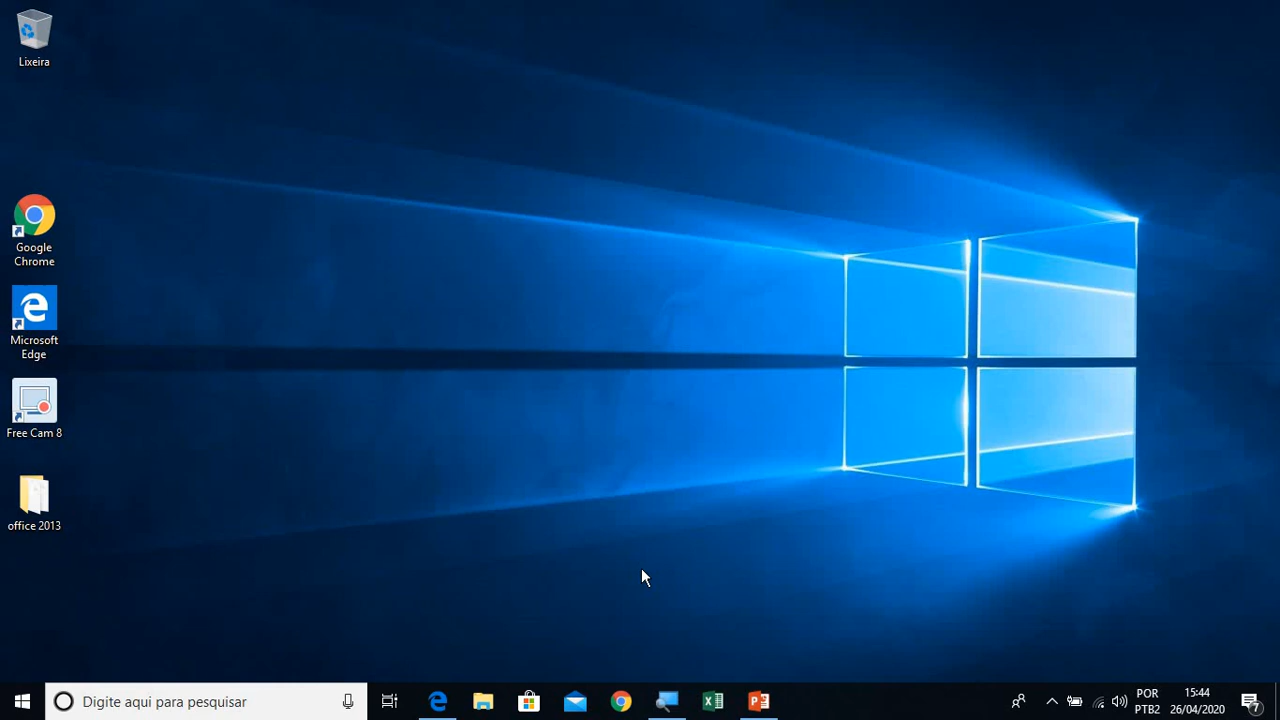 Lixeira
Google
Chrome
Microsoft
Edge
Free Cam 8
office 2013
Digite aqui para pesquisar
POR
PTB2
15:44
26/04/2020
7